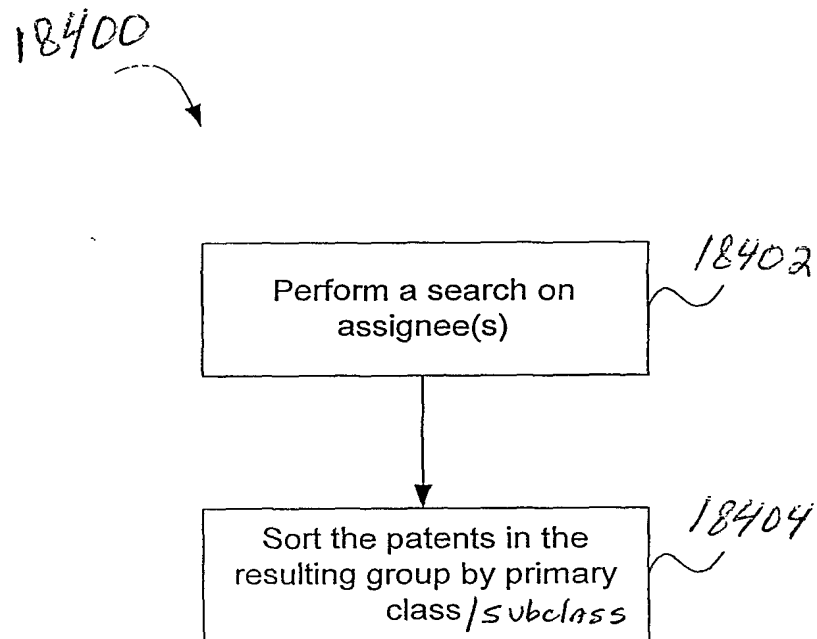 18400
18402
Perform a search on
assignee(s)
18404
Sort the patents in the
resulting group by primary
class/subclass